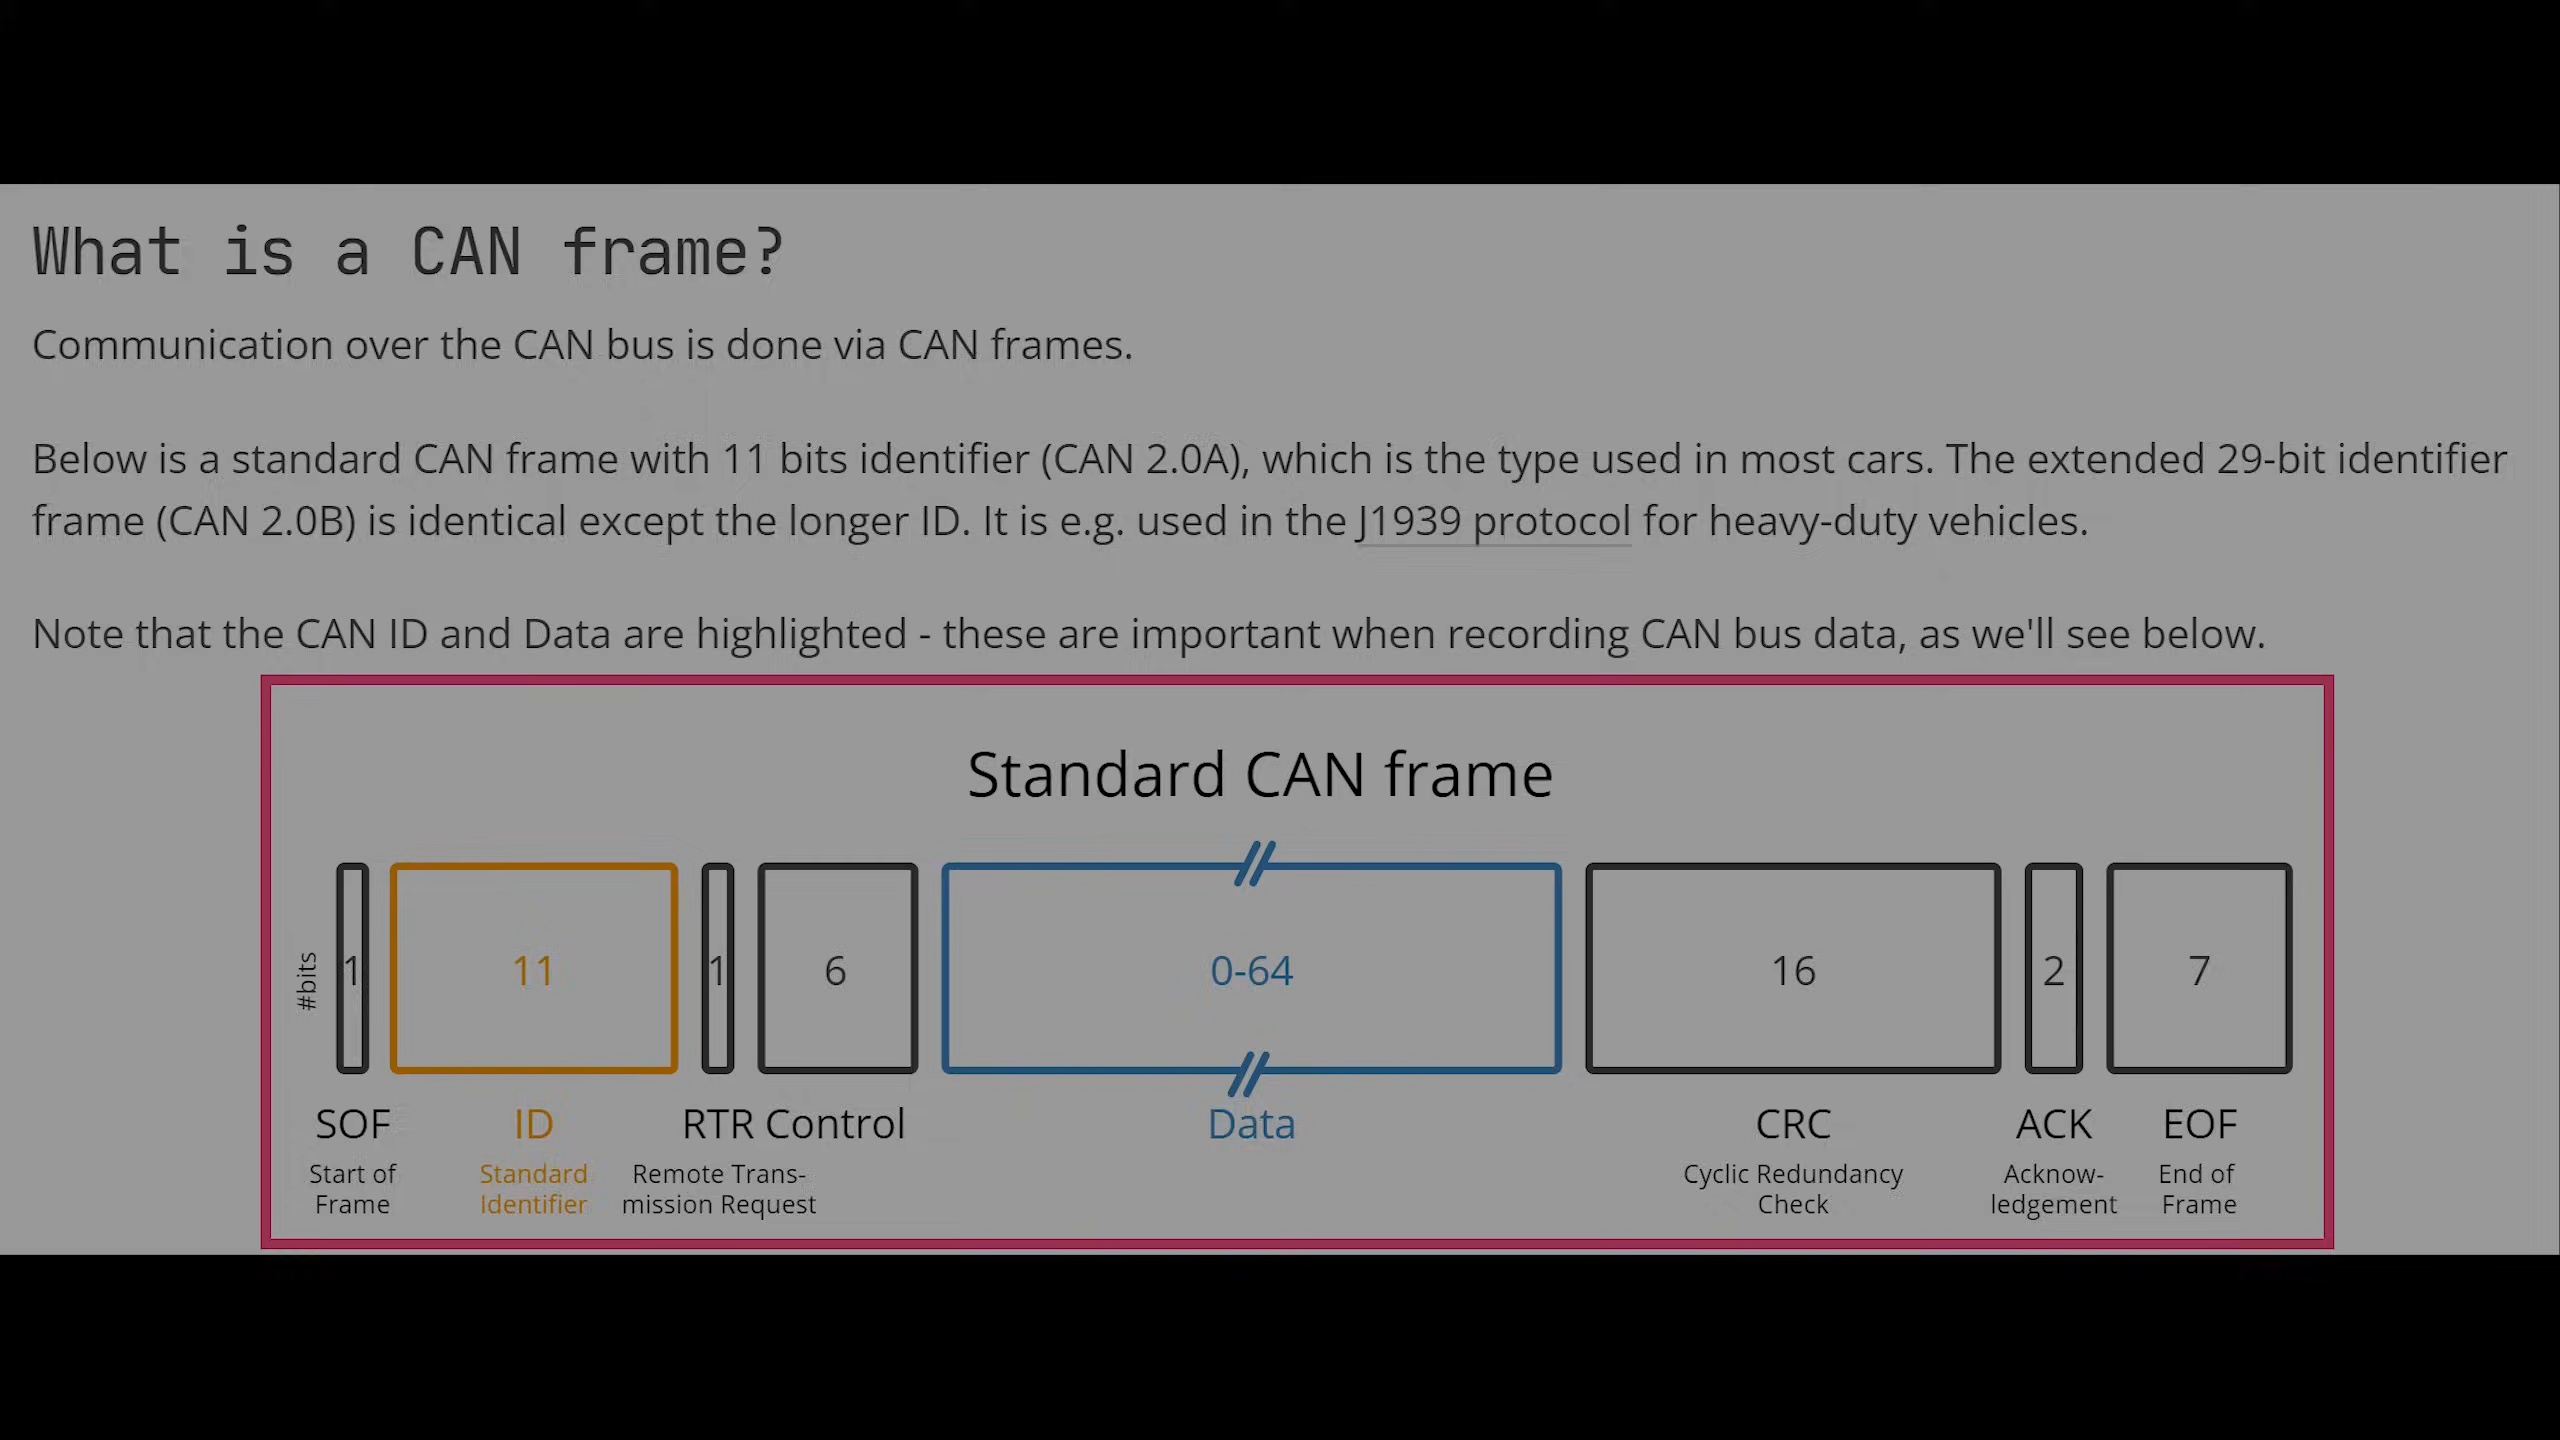 What is a CAN frame?
Communication over the CAN bus is done via CAN frames.
Below is a standard CAN frame with 11 bits identifier (CAN 2.0A), which is the type used in most cars. The extended 29-bit identifier
frame (CAN 2.0B) is identical except the longer ID. It is e.g. used in the J1939 protocol for heavy-duty vehicles.
Note that the CAN ID and Data are highlighted - these are important when recording CAN bus data, as we'll see below.
Standard CAN frame
#bits 1 11 1 6 0-64 16 2 7
SOF ID RTR Control Data CRC ACK EOF
Start of Standard Remote Trans- Cyclic Redundancy Acknow- End of
Frame Identifier mission Request Check ledgement Frame